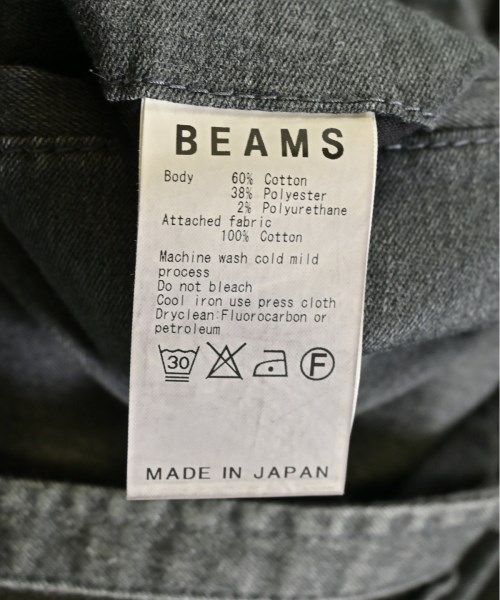 BEAMS
Body 60% Cotton
38% Polyester
2% Polyurethane
Attached fabric
100% Cotton
Machine wash cold mild
process
Do not bleach
Cool iron use press cloth
Dryclean:Fluorocarbon or
petroleum
30 F
MADE IN JAPAN